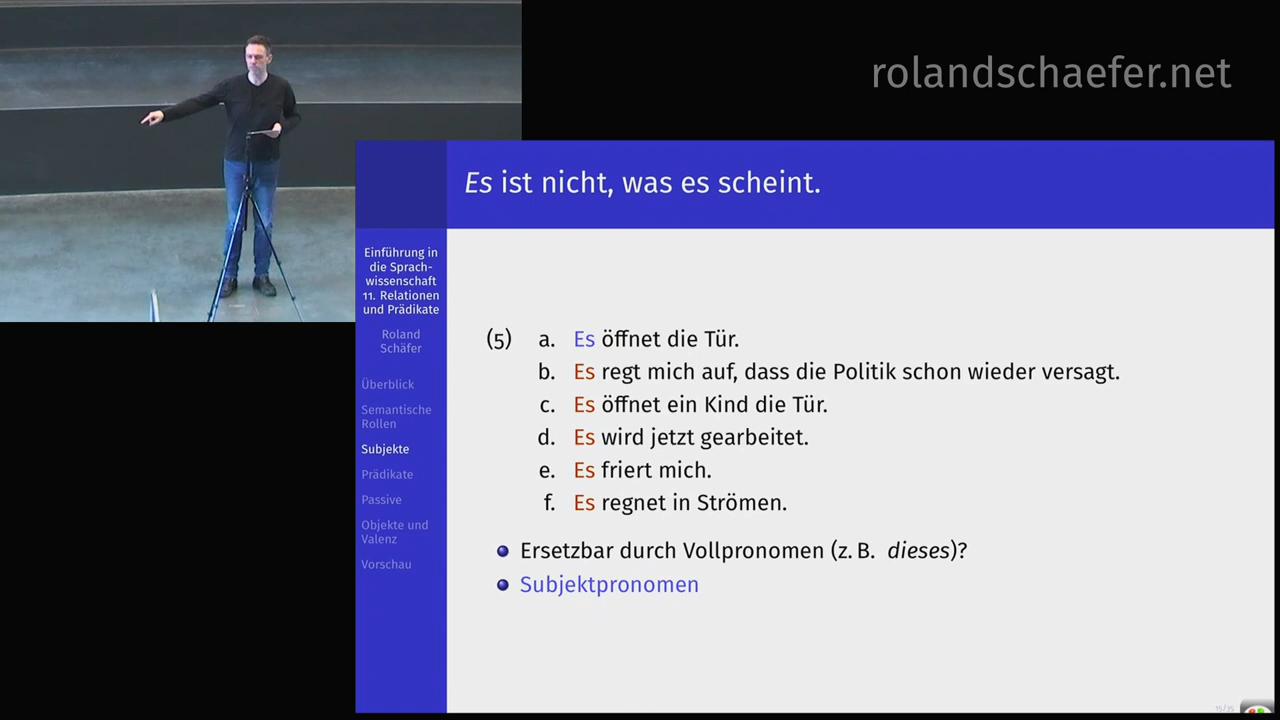 rolandschaefer.net
Es ist nicht, was es scheint.
Einführung in
die Sprach-
wissenschaft
11. Relationen
und Prädikate
Roland
Schäfer
Überblick
Semantische
Rollen
Subjekte
Prädikate
Passive
Objekte und
Valenz
Vorschau
(5) a. Es öffnet die Tür.
b. Es regt mich auf, dass die Politik schon wieder versagt.
c. Es öffnet ein Kind die Tür.
d. Es wird jetzt gearbeitet.
e. Es friert mich.
f. Es regnet in Strömen.
Ersetzbar durch Vollpronomen (z. B. dieses)?
Subjektpronomen